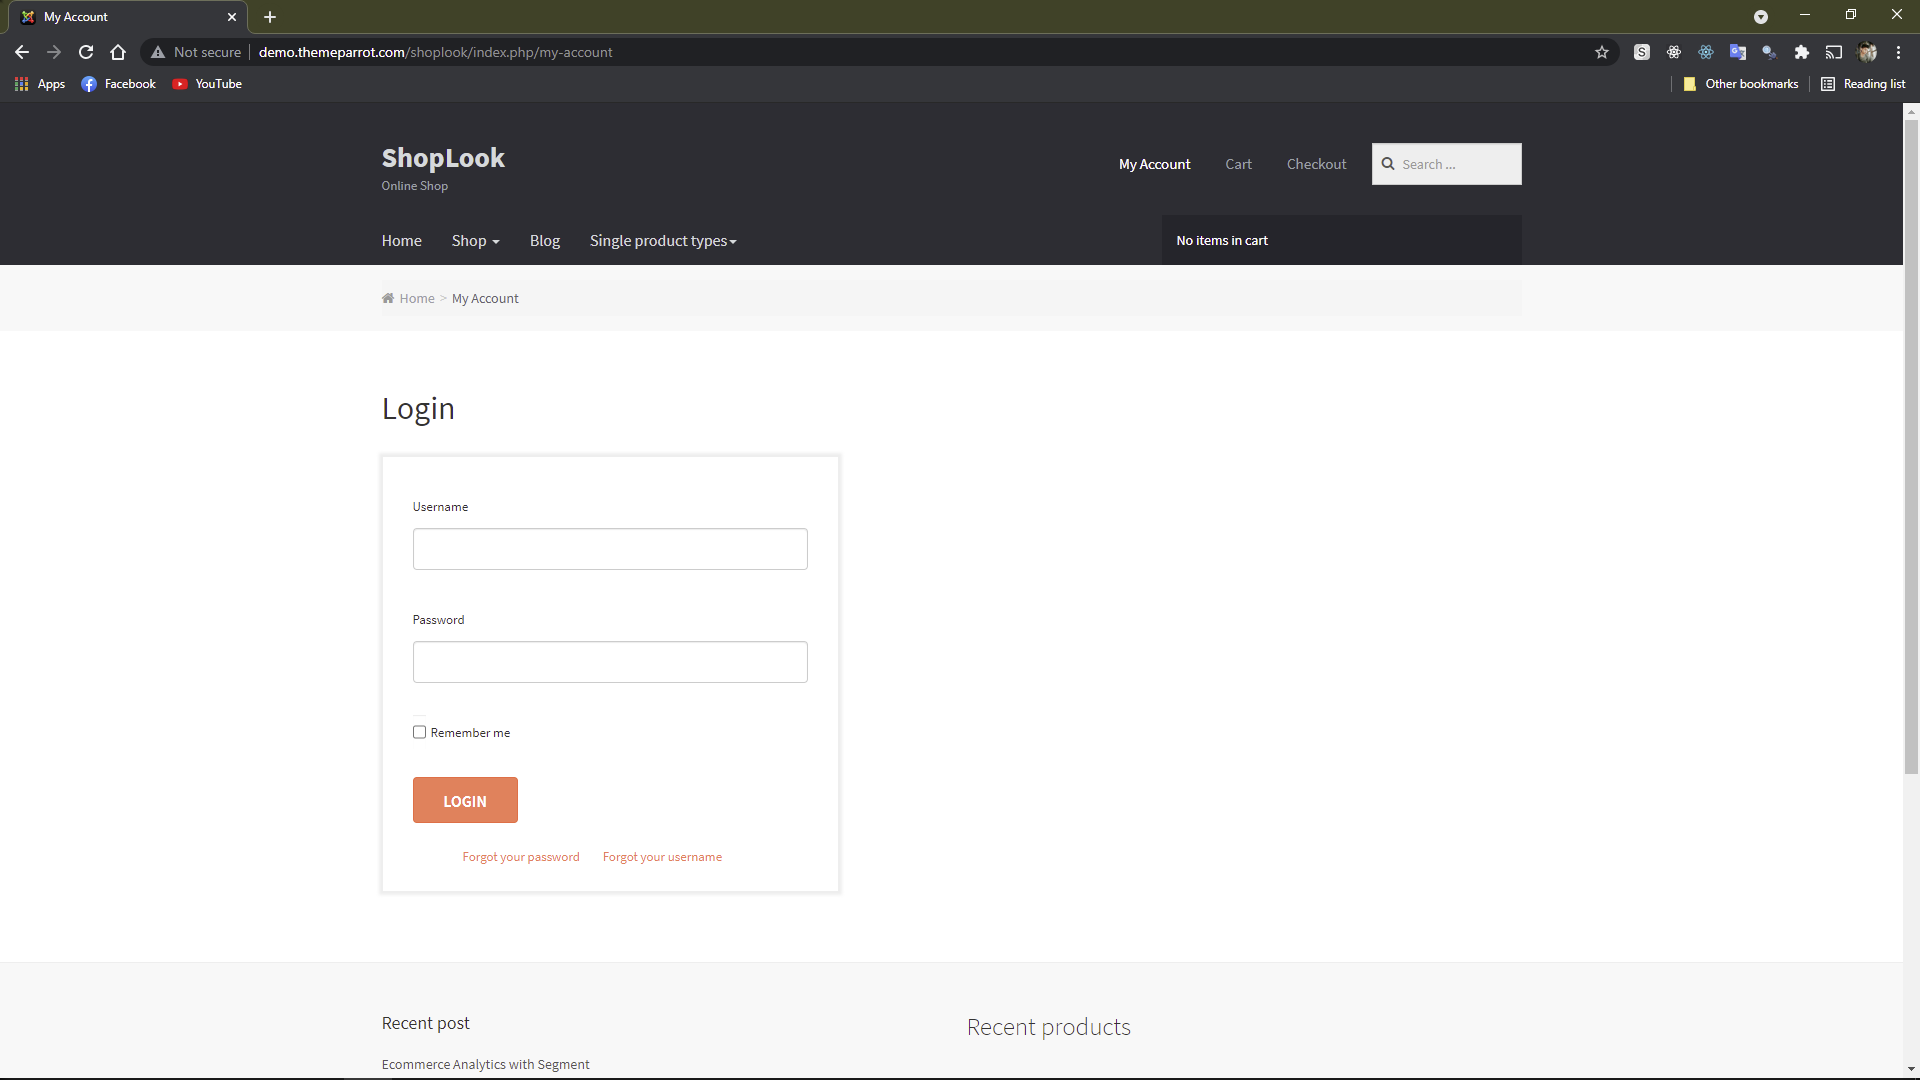 My Account
Not secure
demo.themeparrot.com/shoplook/index.php/my-account
Apps
Facebook
YouTube
Other bookmarks
Reading list
ShopLook
Online Shop
My Account
Cart
Checkout
Search ...
Home
Shop
Blog
Single product types
No items in cart
Home > My Account
Login
Username
Password
Remember me
LOGIN
Forgot your password
Forgot your username
Recent post
Recent products
Ecommerce Analytics with Segment